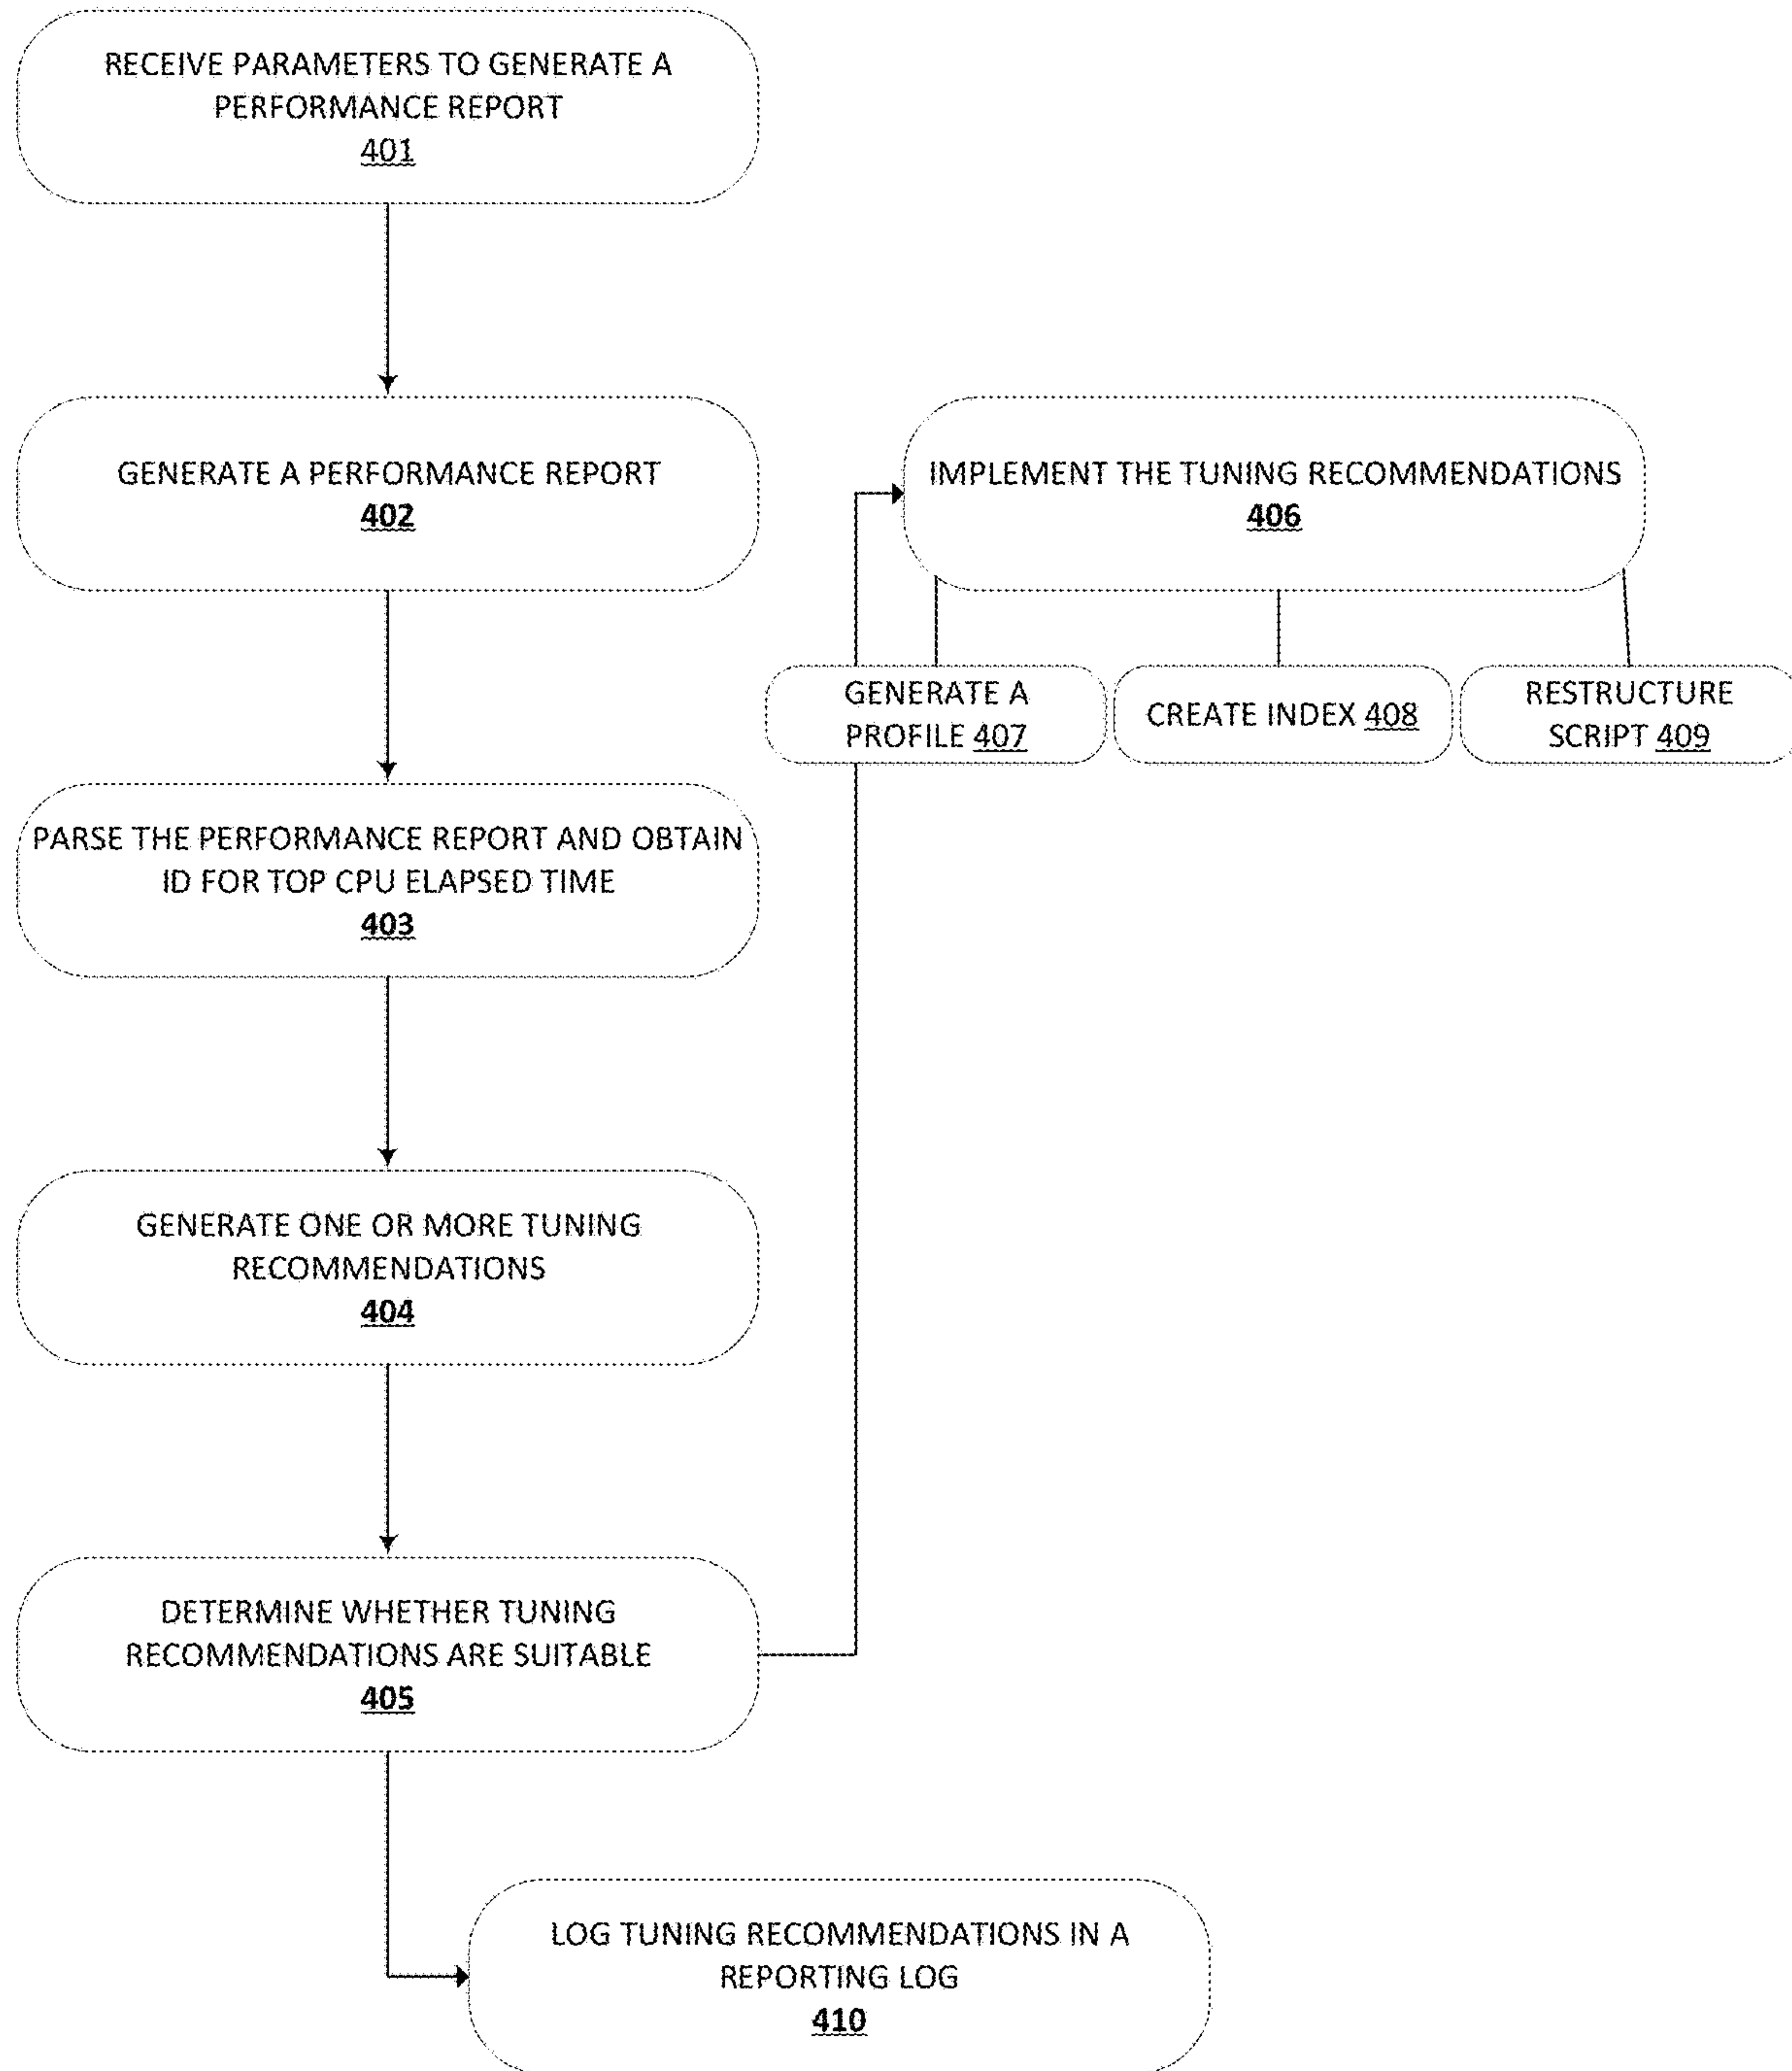 RECEIVE PARAMETERS TO GENERATE A
PERFORMANCE REPORT
401
GENERATE A PERFORMANCE REPORT
402
PARSE THE PERFORMANCE REPORT AND OBTAIN
ID FOR TOP CPU ELAPSED TIME
403
GENERATE ONE OR MORE TUNING
RECOMMENDATIONS
404
DETERMINE WHETHER TUNING
RECOMMENDATIONS ARE SUITABLE
405
IMPLEMENT THE TUNING RECOMMENDATIONS
406
GENERATE A
PROFILE 407
CREATE INDEX 408
RESTRUCTURE
SCRIPT 409
LOG TUNING RECOMMENDATIONS IN A
REPORTING LOG
410